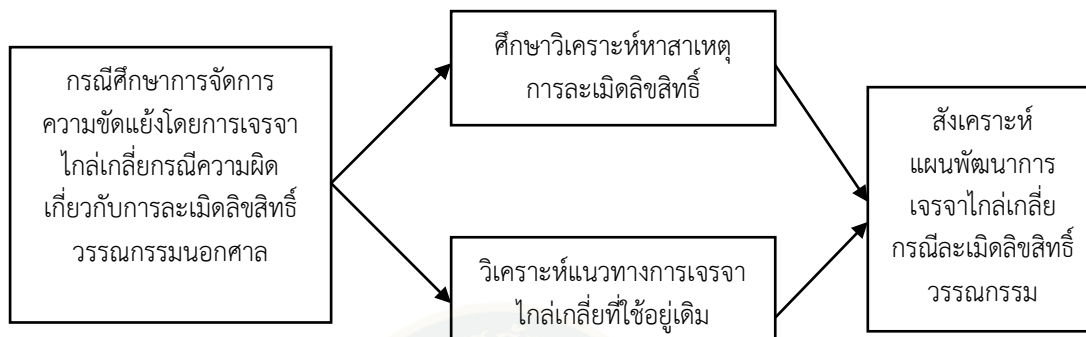 กรณีศึกษาการจัดการ
ความขัดแย้งโดยการเจรจา
ไกล่เกลี่ยกรณีความผิด
เกี่ยวกับการละเมิดลิขสิทธิ์
วรรณกรรมนอกศาล
ศึกษาวิเคราะห์หาสาเหตุ
การละเมิดลิขสิทธิ์
วิเคราะห์แนวทางการเจรจา
ไกล่เกลี่ยที่ใช้อยู่เดิม
สังเคราะห์
แผนพัฒนาการ
เจรจาไกล่เกลี่ย
กรณีละเมิดลิขสิทธิ์
วรรณกรรม